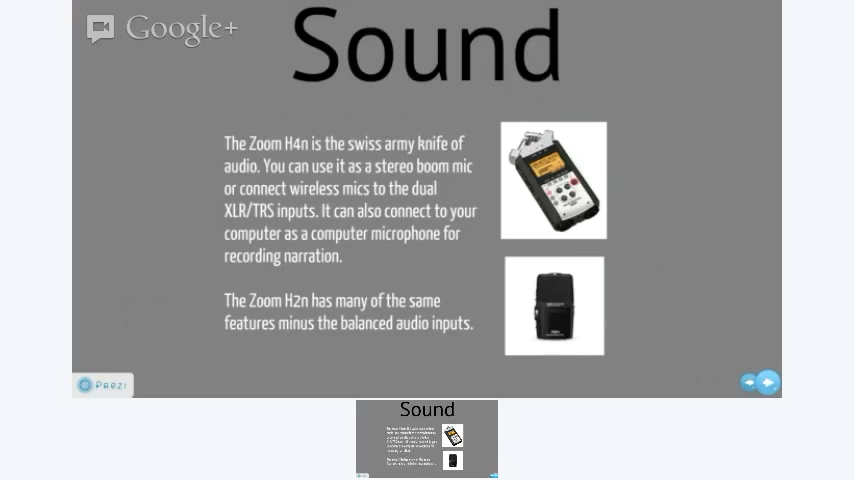 Google+
Sound
The Zoom H4n is the swiss army knife of
audio. You can use it as a stereo boom mic
or connect wireless mics to the dual
XLR/TRS inputs. It can also connect to your
computer as a computer microphone for
recording narration.
The Zoom H2n has many of the same
features minus the balanced audio inputs.
Prezi
Sound